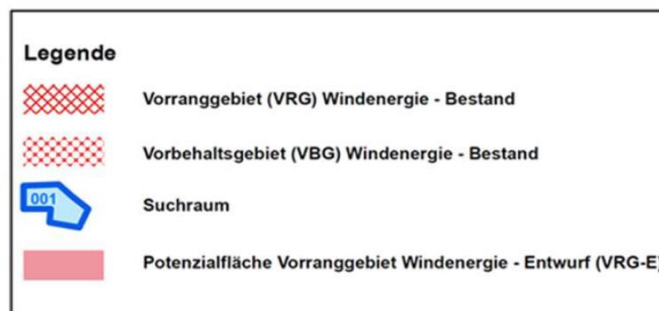 Legende
Vorranggebiet (VRG) Windenergie - Bestand
Vorbehaltsgebiet (VBG) Windenergie - Bestand
001 Suchraum
Potenzialfläche Vorranggebiet Windenergie - Entwurf (VRG-E)